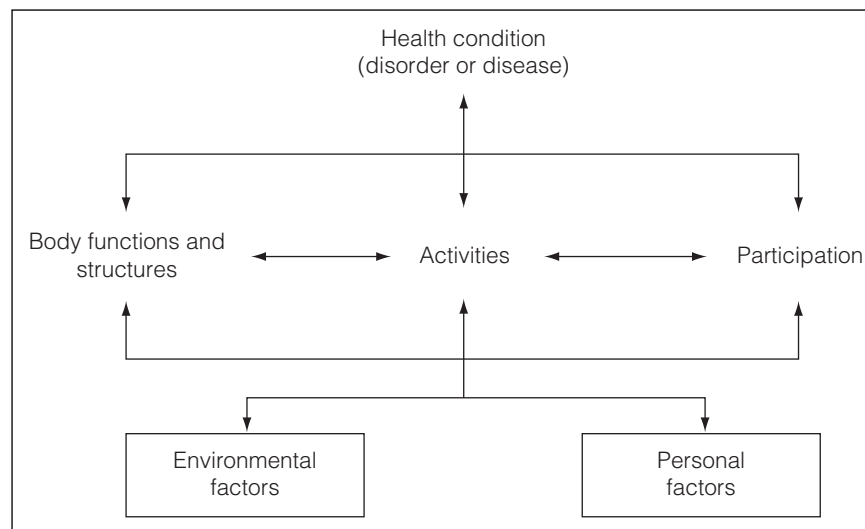 Health condition
(disorder or disease)
Body functions and
structures
Activities
Participation
Environmental
factors
Personal
factors